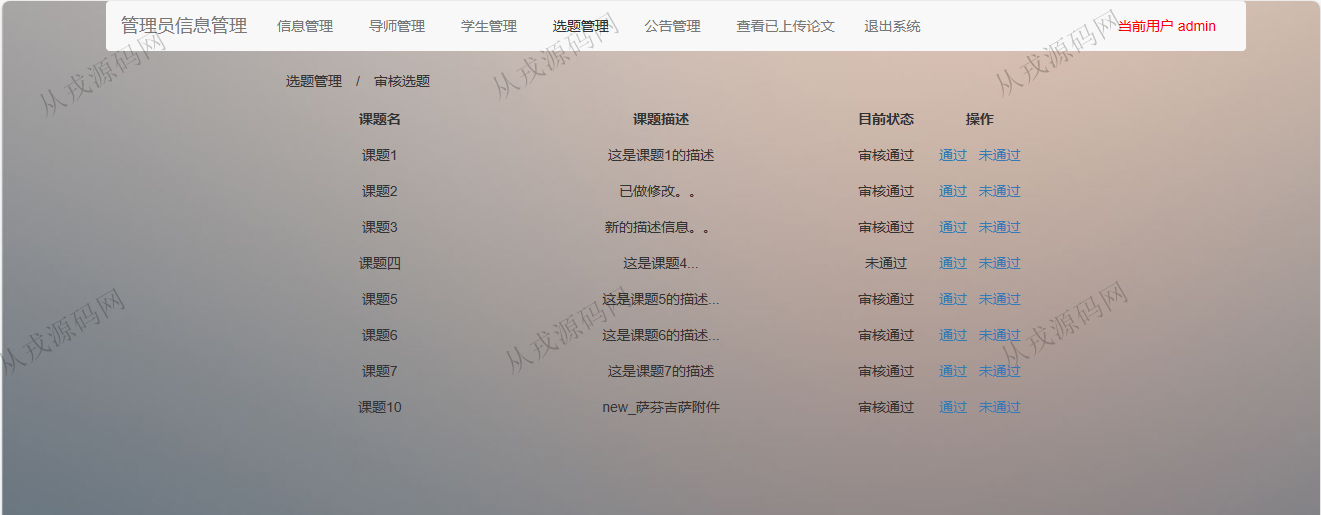 管理员信息管理 信息管理 导师管理 学生管理 选题管理 公告管理 查看已上传论文 退出系统 当前用户 admin
从戎源码网 从戎源码网 从戎源码网
选题管理 / 审核选题
课题名 课题描述 目前状态 操作
课题1 这是课题1的描述 审核通过 通过 未通过
课题2 已做修改。。 审核通过 通过 未通过
课题3 新的描述信息。。 审核通过 通过 未通过
课题四 这是课题4... 未通过 通过 未通过
课题5 这是课题5的描述... 审核通过 通过 未通过
从戎源码网 从戎源码网 从戎源码网
课题6 这是课题6的描述... 审核通过 通过 未通过
课题7 这是课题7的描述 审核通过 通过 未通过
课题10 new_萨芬吉萨附件 审核通过 通过 未通过